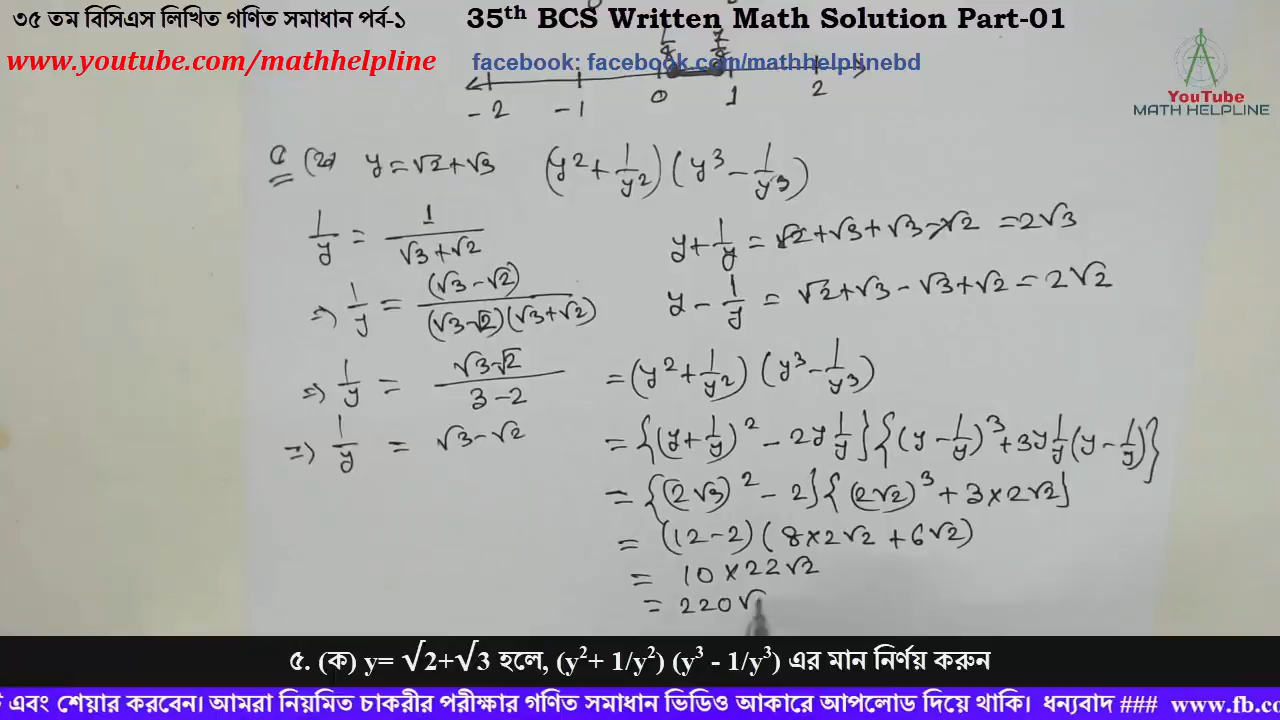 ৩৫ তম বিসিএস লিখিত গণিত সমাধান পর্ব-১ 35th BCS Written Math Solution Part-01
www.youtube.com/mathhelpline facebook: facebook.com/mathhelplinebd
YouTube
MATH HELPLINE
1/8 7/8
-2 -1 0 1 2
y=√2+√3 (y² + 1/y²) (y³ - 1/y³)
1/y = 1/(√3+√2)
y + 1/y = √2+√3+√3-√2 = 2√3
⇒ 1/y = (√3-√2)/(√3-√2)(√3+√2)
y - 1/y = √2+√3-√3+√2 = 2√2
⇒ 1/y = √3-√2/3-2
= (y² + 1/y²) (y³ - 1/y³)
⇒ 1/y = √3-√2
= {(y+1/y)² - 2y 1/y} {(y-1/y)³ + 3y 1/y (y-1/y)}
= {(2√3)² - 2} {(2√2)³ + 3×2√2}
= (12-2) (8×2√2 + 6√2)
= 10×22√2
= 220√
৫. (ক) y= √2+√3 হলে, (y²+ 1/y²) (y³ - 1/y³) এর মান নির্ণয় করুন
এবং শেয়ার করবেন। আমরা নিয়মিত চাকরীর পরীক্ষার গণিত সমাধান ভিডিও আকারে আপলোড দিয়ে থাকি। ধন্যবাদ ### www.fb.co